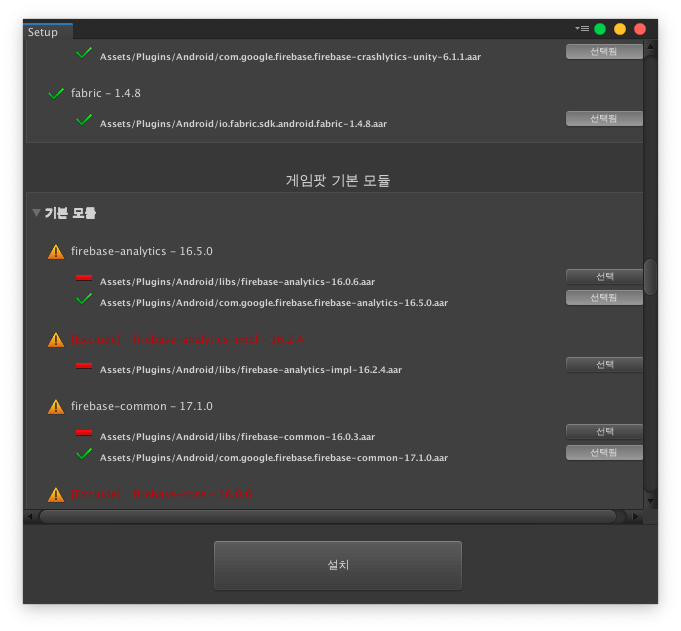 Setup
Assets/Plugins/Android/com.google.firebase.firebase-crashlytics-unity-6.1.1.aar
선택됨
fabric - 1.4.8
Assets/Plugins/Android/io.fabric.sdk.android.fabric-1.4.8.aar
선택됨
게임팟 기본 모듈
기본 모듈
firebase-analytics - 16.5.0
Assets/Plugins/Android/libs/firebase-analytics-16.0.6.aar
선택
Assets/Plugins/Android/com.google.firebase.firebase-analytics-16.5.0.aar
선택됨
firebase-analytics-impl - 16.2.4
Assets/Plugins/Android/libs/firebase-analytics-impl-16.2.4.aar
선택
firebase-common - 17.1.0
Assets/Plugins/Android/libs/firebase-common-16.0.3.aar
선택
Assets/Plugins/Android/com.google.firebase.firebase-common-17.1.0.aar
선택됨
설치